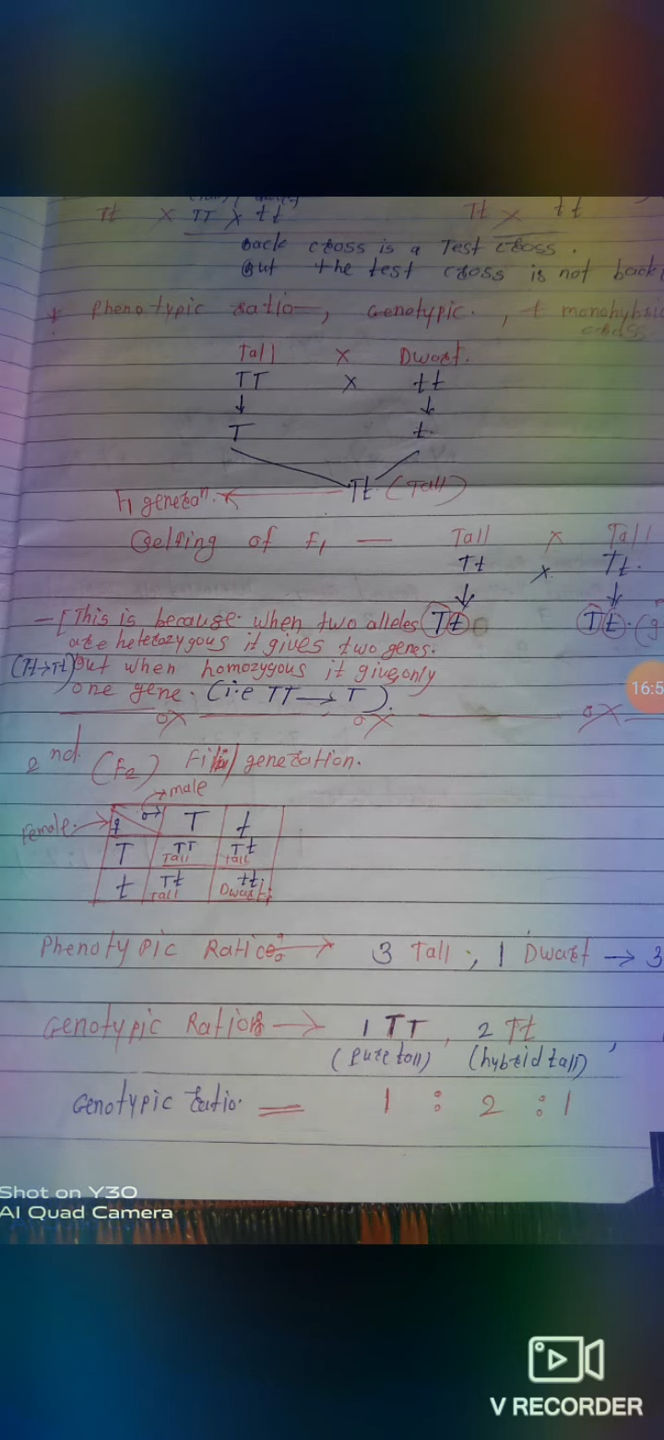 Tt × TT × tt Tt × tt
back cross is a Test cross.
But the test cross is not back
* Phenotypic ratio, Genotypic, + monohybrid
cross
Tall × Dwarf.
TT × tt
↓ ↓
T t
F1 generan. ← Tt (Tall)
Selfing of F1 — Tall × Tall
Tt × Tt.
↓ ↓
—[This is because when two alleles Tt Tt. (g
are heterozygous it gives two genes.
(Tt→Tt) But when homozygous it gives only
16:5
one gene. (i.e TT → T).
2nd (F2) Filial generation.
→male
Female→ ♀ ♂ T t
T TT Tt
Tall Tall
t Tt tt
Tall Dwarf
Phenotypic Ratio → 3 Tall ; 1 Dwarf → 3
Genotypic Ratio → 1 TT , 2 Tt ,
(Pure tall) (hybrid tall)
Genotypic ratio = 1 : 2 : 1
Shot on Y30
AI Quad Camera
V RECORDER